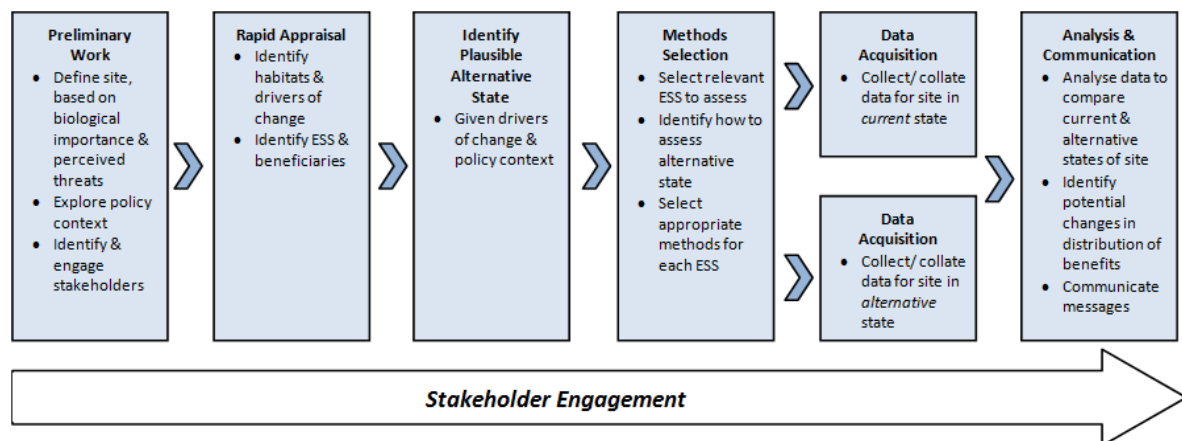 Preliminary
Work
• Define site,
based on
biological
importance &
perceived
threats
• Explore policy
context
• Identify &
engage
stakeholders
Rapid Appraisal
• Identify
habitats &
drivers of
change
• Identify ESS &
beneficiaries
Identify
Plausible
Alternative
State
• Given drivers
of change &
policy context
Methods
Selection
• Select relevant
ESS to assess
• Identify how to
assess
alternative
state
• Select
appropriate
methods for
each ESS
Data
Acquisition
• Collect/ collate
data for site in
current state
Data
Acquisition
• Collect/ collate
data for site in
alternative
state
Analysis &
Communication
• Analyse data to
compare
current &
alternative
states of site
• Identify
potential
changes in
distribution of
benefits
• Communicate
messages
Stakeholder Engagement